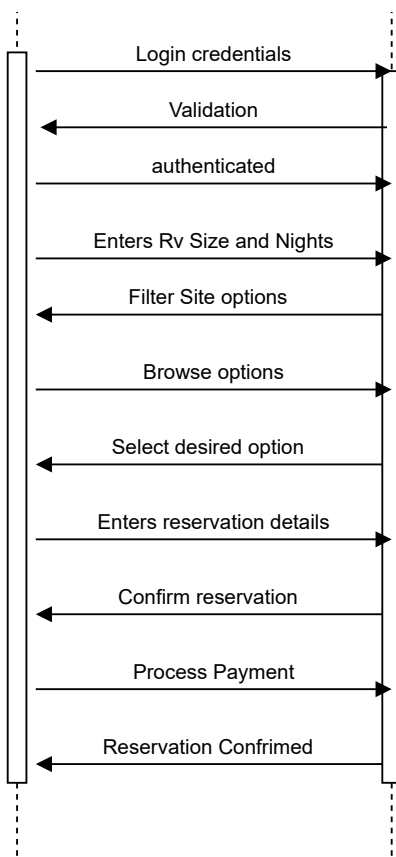 Login credentials
Validation
authenticated
Enters Rv Size and Nights
Filter Site options
Browse options
Select desired option
Enters reservation details
Confirm reservation
Process Payment
Reservation Confrimed